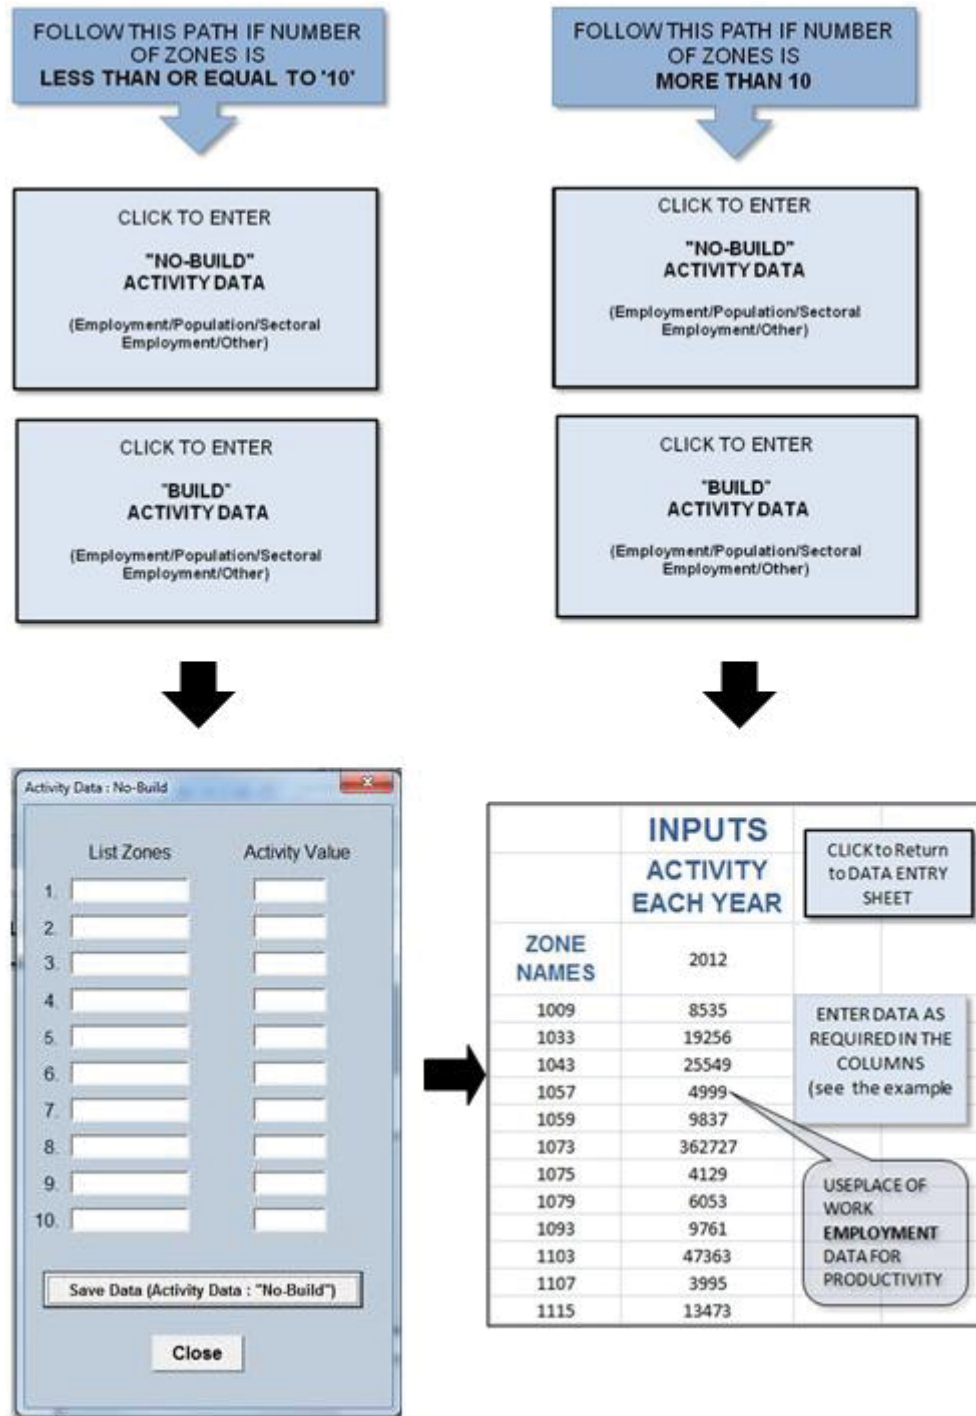 FOLLOW THIS PATH IF NUMBER
OF ZONES IS
LESS THAN OR EQUAL TO '10'
FOLLOW THIS PATH IF NUMBER
OF ZONES IS
MORE THAN 10
CLICK TO ENTER
"NO-BUILD"
ACTIVITY DATA
(Employment/Population/Sectoral
Employment/Other)
CLICK TO ENTER
"NO-BUILD"
ACTIVITY DATA
(Employment/Population/Sectoral
Employment/Other)
CLICK TO ENTER
"BUILD"
ACTIVITY DATA
(Employment/Population/Sectoral
Employment/Other)
CLICK TO ENTER
"BUILD"
ACTIVITY DATA
(Employment/Population/Sectoral
Employment/Other)
Activity Data : No-Build
List Zones Activity Value
1.
2.
3.
4.
5.
6.
7.
8.
9.
10.
Save Data (Activity Data : "No-Build")
Close
INPUTS
ACTIVITY
EACH YEAR
CLICK to Return
to DATA ENTRY
SHEET
ZONE
NAMES
2012
1009 8535
1033 19256
1043 25549
1057 4999
1059 9837
1073 362727
1075 4129
1079 6053
1093 9761
1103 47363
1107 3995
1115 13473
ENTER DATA AS
REQUIRED IN THE
COLUMNS
(see the example
USEPLACE OF
WORK
EMPLOYMENT
DATA FOR
PRODUCTIVITY